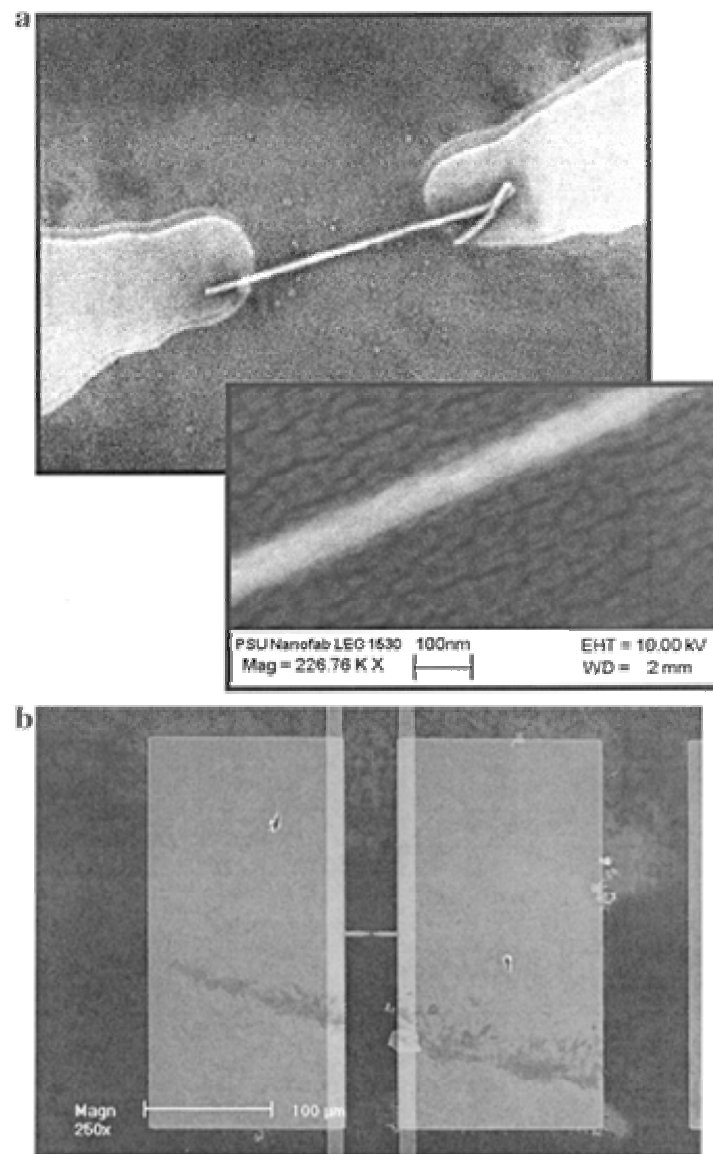 a
PSU Nanofab LEO 1530 100nm EHT = 10.00 kV
Mag = 226.76 K X WD = 2 mm
b
Magn 100 µm
250x